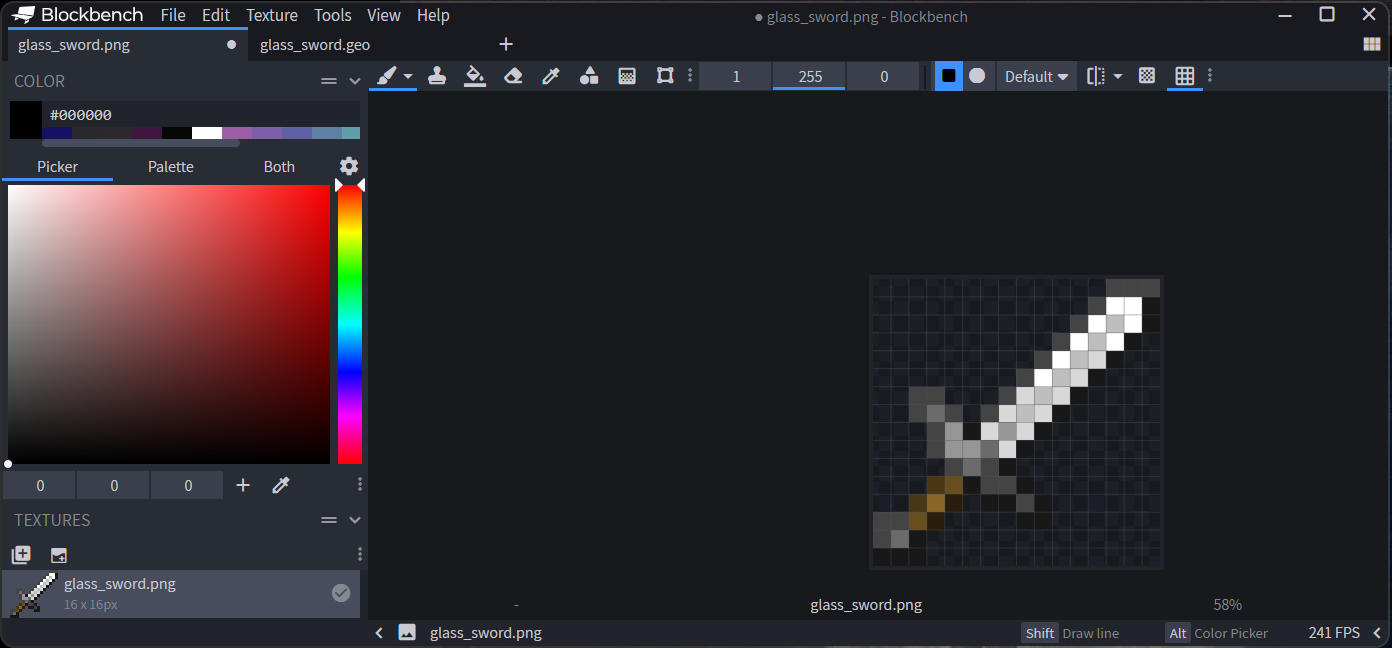 Blockbench File Edit Texture Tools View Help
● glass_sword.png - Blockbench
glass_sword.png glass_sword.geo
COLOR
1 255 0 Default
#000000
Picker Palette Both
0 0 0
TEXTURES
glass_sword.png
16 x 16px
- glass_sword.png 58%
glass_sword.png Shift Draw line Alt Color Picker 241 FPS